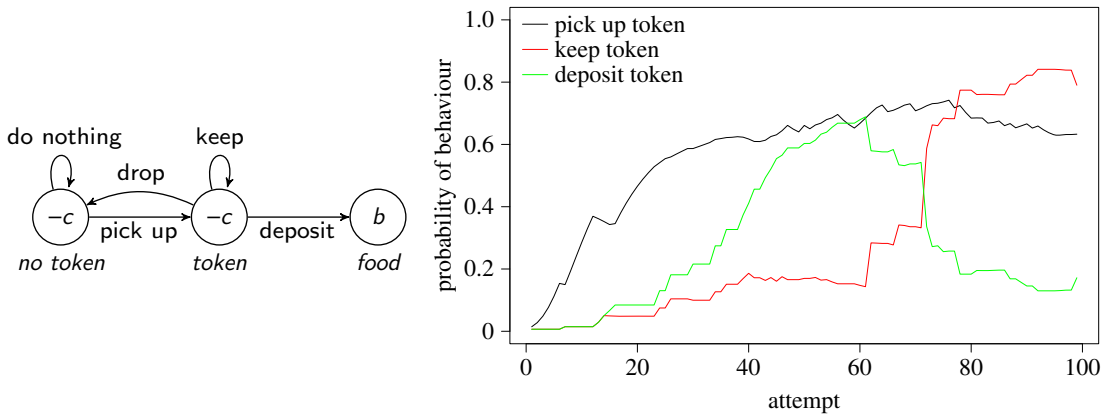 do nothing
keep
drop
−c
−c
b
pick up
deposit
no token
token
food
pick up token
keep token
deposit token
probability of behaviour
1.0
0.8
0.6
0.4
0.2
0
0
20
40
60
80
100
attempt